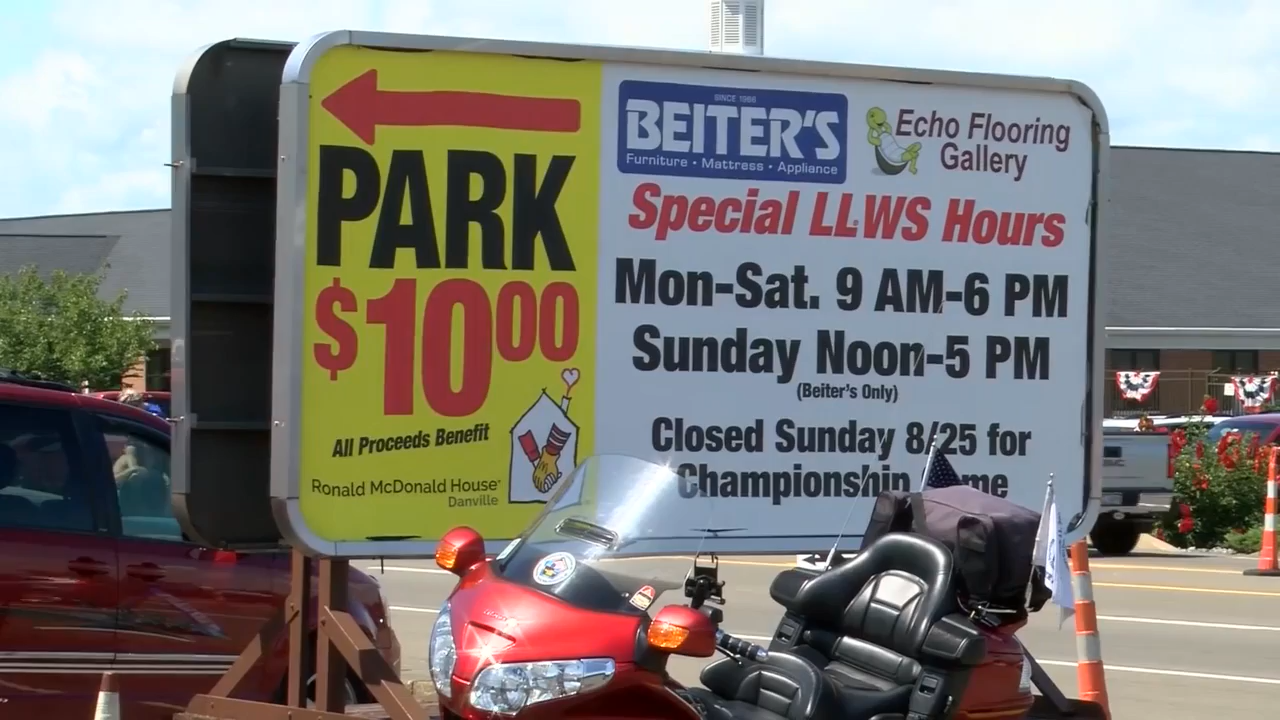 PARK
$10.00
All Proceeds Benefit
Ronald McDonald House
Danville
SINCE 1966
BEITER'S
Furniture • Mattress • Appliance
Echo Flooring
Gallery
Special LLWS Hours
Mon-Sat. 9 AM-6 PM
Sunday Noon-5 PM
(Beiter's Only)
Closed Sunday 8/25 for
Championship